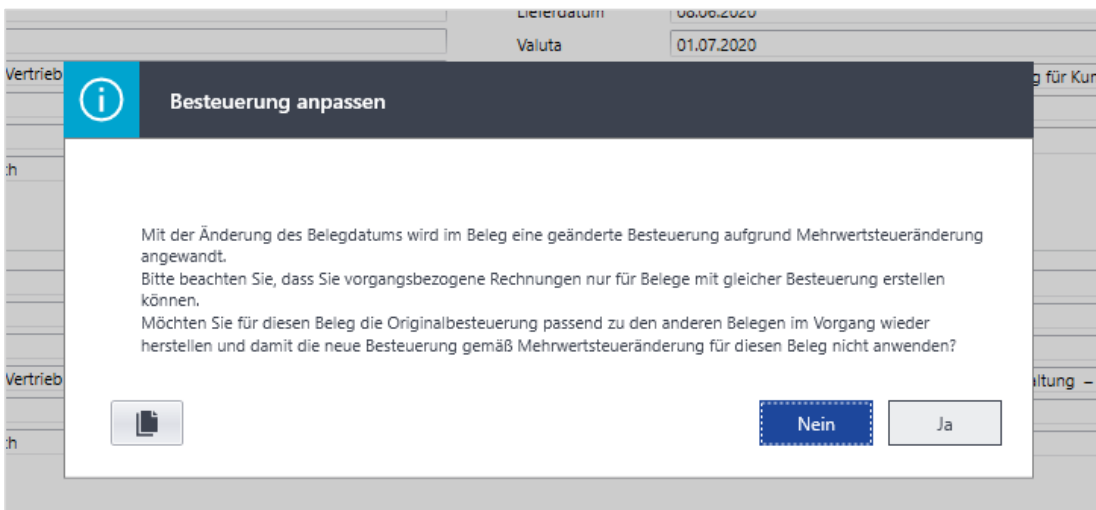 Lieferdatum 08.06.2020
Valuta 01.07.2020
Vertrieb
g für Kur
Besteuerung anpassen
:h
Mit der Änderung des Belegdatums wird im Beleg eine geänderte Besteuerung aufgrund Mehrwertsteueränderung
angewandt.
Bitte beachten Sie, dass Sie vorgangsbezogene Rechnungen nur für Belege mit gleicher Besteuerung erstellen
können.
Möchten Sie für diesen Beleg die Originalbesteuerung passend zu den anderen Belegen im Vorgang wieder
herstellen und damit die neue Besteuerung gemäß Mehrwertsteueränderung für diesen Beleg nicht anwenden?
Vertrieb
altung –
Nein Ja
:h